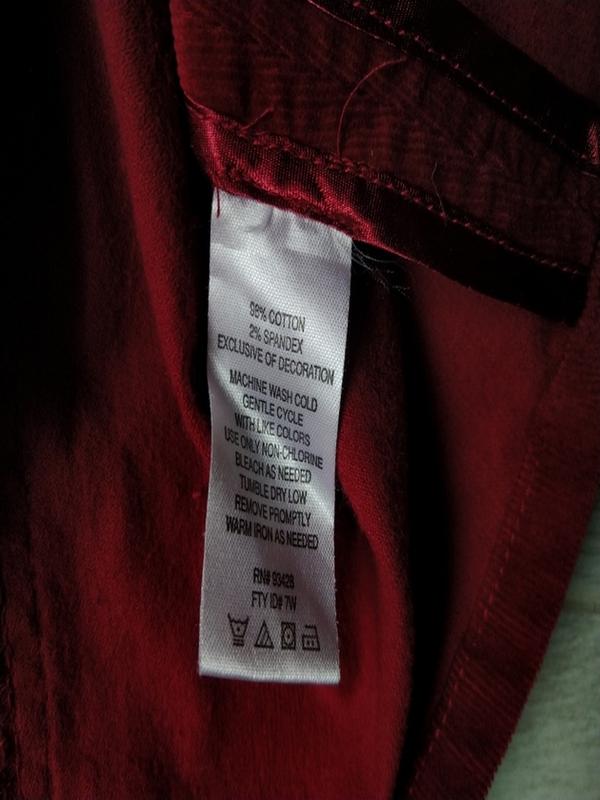 98% COTTON
2% SPANDEX
EXCLUSIVE OF DECORATION
MACHINE WASH COLD
GENTLE CYCLE
WITH LIKE COLORS
USE ONLY NON-CHLORINE
BLEACH AS NEEDED
TUMBLE DRY LOW
REMOVE PROMPTLY
WARM IRON AS NEEDED
RN# 93428
FTY ID# 7W